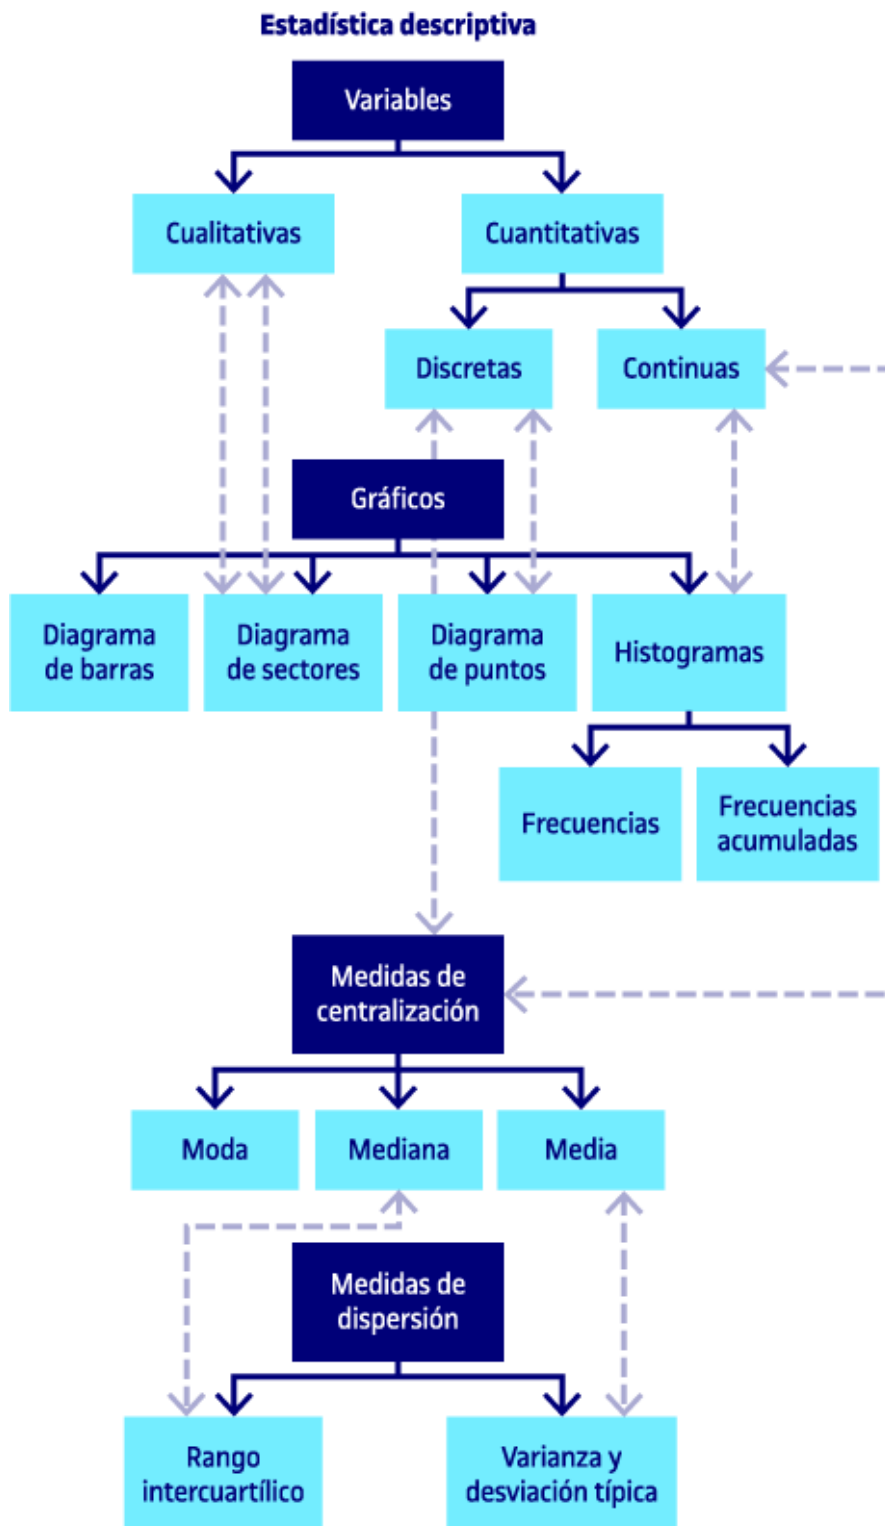 Estadística descriptiva
Variables
Cualitativas
Cuantitativas
Discretas
Continuas
Gráficos
Diagrama
de barras
Diagrama
de sectores
Diagrama
de puntos
Histogramas
Frecuencias
Frecuencias
acumuladas
Medidas de
centralización
Moda
Mediana
Media
Medidas de
dispersión
Rango
intercuartílico
Varianza y
desviación típica